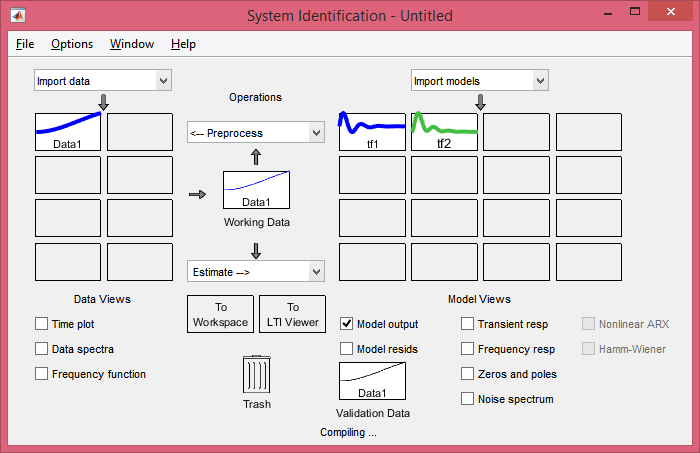 System Identification - Untitled
File Options Window Help
Import data
Import models
Operations
<-- Preprocess
Data1
tf1
tf2
Data1
Working Data
Estimate -->
Data Views
To Workspace
To LTI Viewer
Model Views
Time plot
Data spectra
Frequency function
Model output
Model resids
Transient resp
Frequency resp
Zeros and poles
Noise spectrum
Nonlinear ARX
Hamm-Wiener
Trash
Data1
Validation Data
Compiling ...